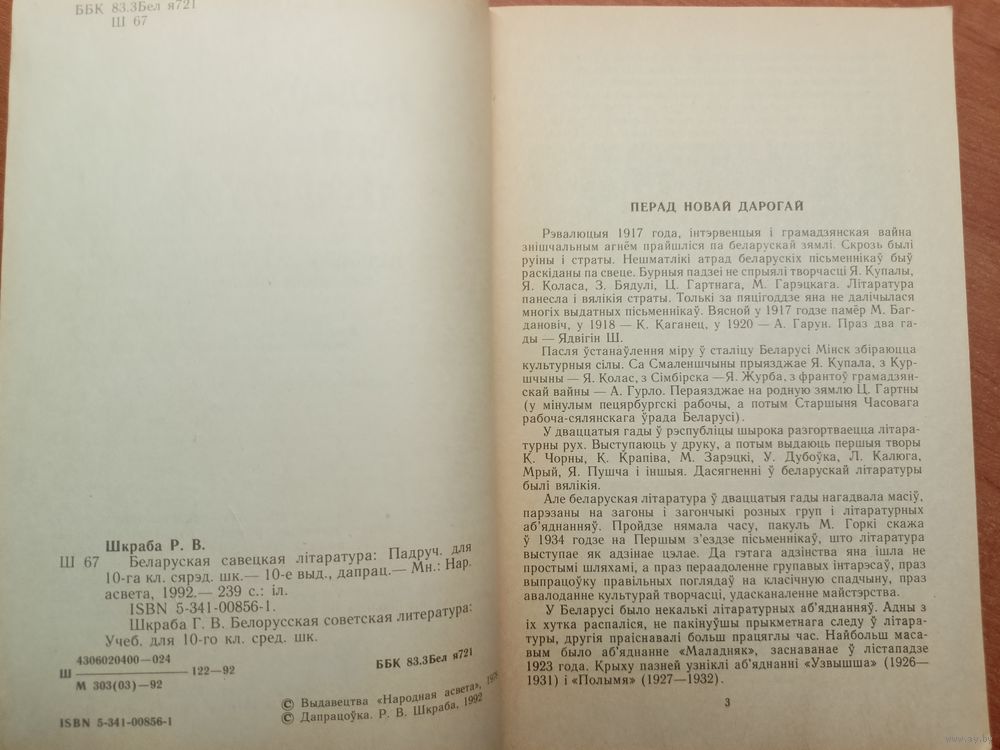 ББК 83.3Бел я721
Ш 67
Шкраба Р. В.
Ш 67 Беларуская савецкая літаратура: Падруч. для
10-га кл. сярэд. шк.— 10-е выд., дапрац.— Мн.: Нар.
асвета, 1992.— 239 с.: іл.
ISBN 5-341-00856-1.
Шкраба Г. В. Белорусская советская литература:
Учеб. для 10-го кл. сред. шк.
4306020400—024
Ш 122—92
М 303(03)—92
ББК 83.3Бел я721
© Выдавецтва «Народная асвета»,
© Дапрацоўка. Р. В. Шкраба, 1992
ISBN 5-341-00856-1
ПЕРАД НОВАЙ ДАРОГАЙ
Рэвалюцыя 1917 года, інтэрвенцыя і грамадзянская вайна
знішчальным агнём прайшліся па беларускай зямлі. Скрозь былі
руіны і страты. Нешматлікі атрад беларускіх пісьменнікаў быў
раскіданы па свеце. Бурныя падзеі не спрыялі творчасці Я. Купалы,
Я. Коласа, З. Бядулі, Ц. Гартнага, М. Гарэцкага. Літаратура
панесла і вялікія страты. Толькі за пяцігоддзе яна не далічылася
многіх выдатных пісьменнікаў. Вясной у 1917 годзе памёр М. Баг-
дановіч, у 1918 — К. Каганец, у 1920 — А. Гарун. Праз два га-
ды — Ядвігін Ш.
Пасля ўстанаўлення міру ў сталіцу Беларусі Мінск збіраюцца
культурныя сілы. Са Смаленшчыны прыязджае Я. Купала, з Кур-
шчыны — Я. Колас, з Сімбірска —Я. Журба, з франтоў грамадзян-
скай вайны — А. Гурло. Пераязджае на родную зямлю Ц. Гартны
(у мінулым пецярбургскі рабочы, а потым Старшыня Часовага
рабоча-сялянскага ўрада Беларусі).
У дваццатыя гады ў рэспубліцы шырока разгортваецца літара-
турны рух. Выступаюць у друку, а потым выдаюць першыя творы
К. Чорны, К. Крапіва, М. Зарэцкі, У. Дубоўка, Л. Калюга,
Мрый, Я. Пушча і іншыя. Дасягненні ў беларускай літаратуры
былі вялікія.
Але беларуская літаратура ў дваццатыя гады нагадвала масіў,
парэзаны на загоны і загончыкі розных груп і літаратурных
аб'яднанняў. Пройдзе нямала часу, пакуль М. Горкі скажа
ў 1934 годзе на Першым з'ездзе пісьменнікаў, што літаратура
выступае як адзінае цэлае. Да гэтага адзінства яна ішла не
простымі шляхамі, а праз пераадоленне групавых інтарэсаў, праз
выпрацоўку правільных поглядаў на класічную спадчыну, праз
авалоданне культурай творчасці, удасканаленне майстэрства.
У Беларусі было некалькі літаратурных аб'яднанняў. Адны з
іх хутка распаліся, не пакінуўшы прыкметнага следу ў літара-
туры, другія праіснавалі больш працяглы час. Найбольш маса-
вым было аб'яднанне «Маладняк», заснаванае ў лістападзе
1923 года. Крыху пазней узніклі аб'яднанні «Узвышша» (1926—
1931) і «Полымя» (1927—1932).
3
www.ay.by